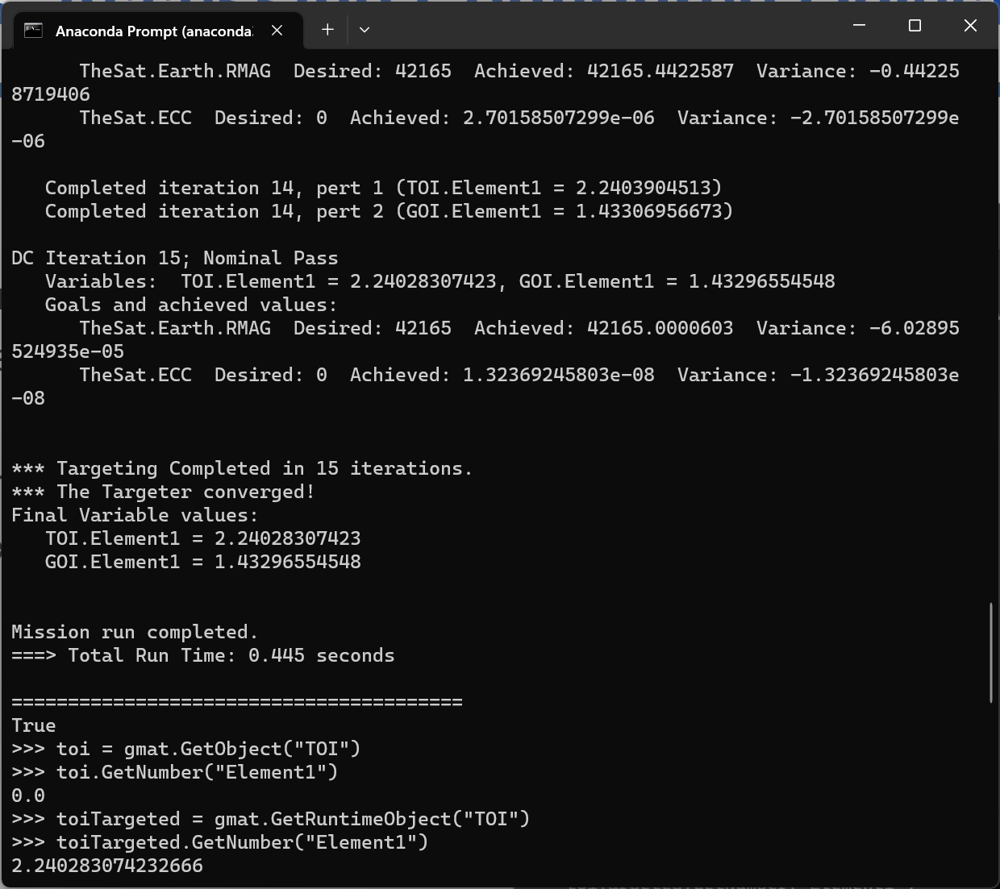 Anaconda Prompt (anaconda
TheSat.Earth.RMAG  Desired: 42165  Achieved: 42165.4422587  Variance: -0.44225
8719406
TheSat.ECC  Desired: 0  Achieved: 2.70158507299e-06  Variance: -2.70158507299e
-06
Completed iteration 14, pert 1 (TOI.Element1 = 2.2403904513)
Completed iteration 14, pert 2 (GOI.Element1 = 1.43306956673)
DC Iteration 15; Nominal Pass
Variables:  TOI.Element1 = 2.24028307423, GOI.Element1 = 1.43296554548
Goals and achieved values:
TheSat.Earth.RMAG  Desired: 42165  Achieved: 42165.0000603  Variance: -6.02895
524935e-05
TheSat.ECC  Desired: 0  Achieved: 1.32369245803e-08  Variance: -1.32369245803e
-08
*** Targeting Completed in 15 iterations.
*** The Targeter converged!
Final Variable values:
TOI.Element1 = 2.24028307423
GOI.Element1 = 1.43296554548
Mission run completed.
===> Total Run Time: 0.445 seconds
========================================
True
>>> toi = gmat.GetObject("TOI")
>>> toi.GetNumber("Element1")
0.0
>>> toiTargeted = gmat.GetRuntimeObject("TOI")
>>> toiTargeted.GetNumber("Element1")
2.240283074232666